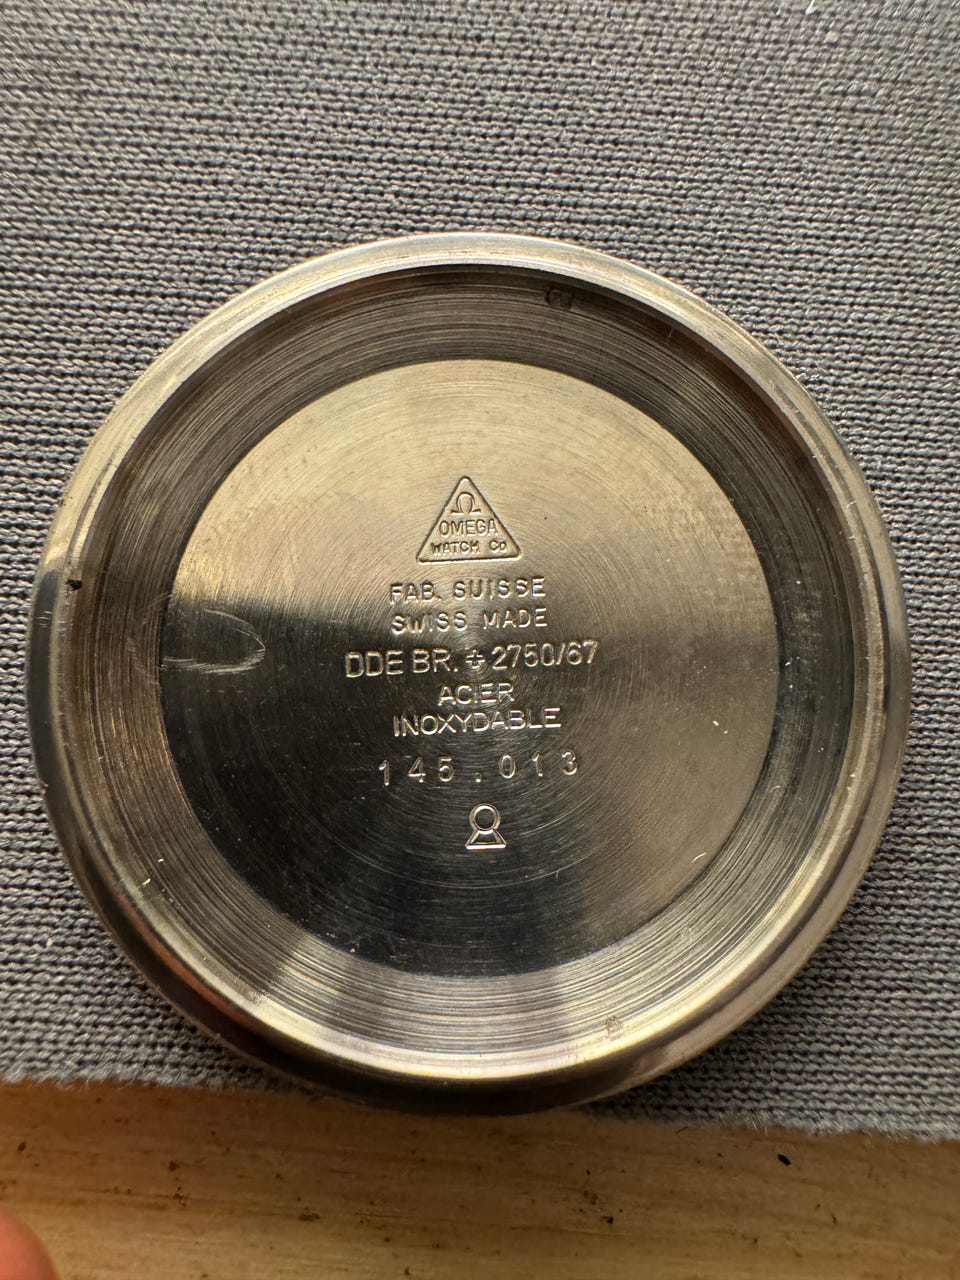 Ω
OMEGA
WATCH Co
FAB. SUISSE
SWISS MADE
DDE BR. + 2750/67
ACIER
INOXYDABLE
145.013